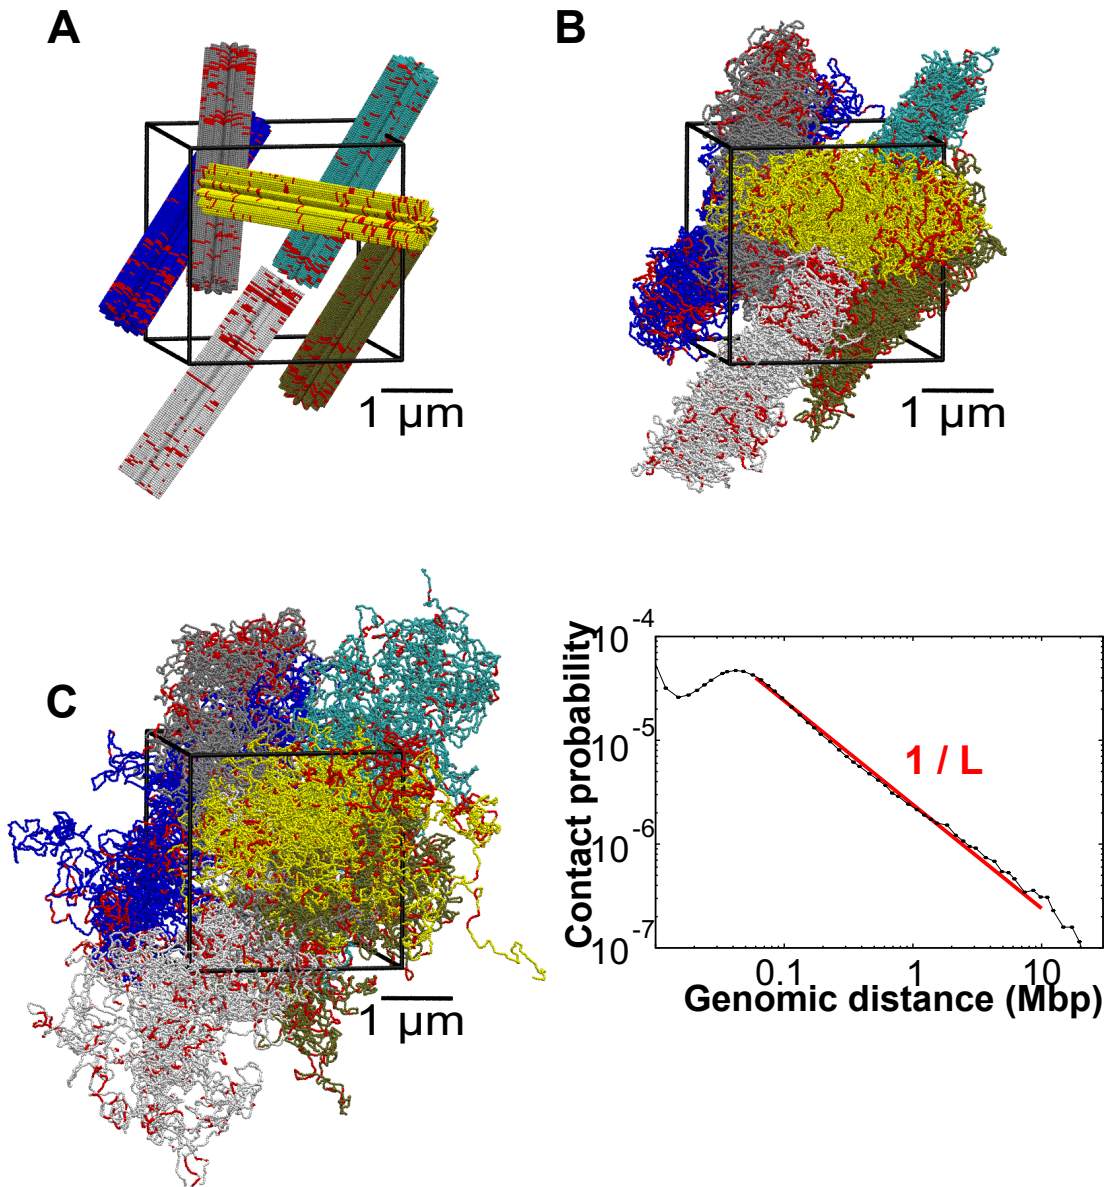 A
B
1 μm
1 μm
C
1 μm
Contact probability
10⁻⁴
10⁻⁵
10⁻⁶
10⁻⁷
1 / L
0.1
1
10
Genomic distance (Mbp)